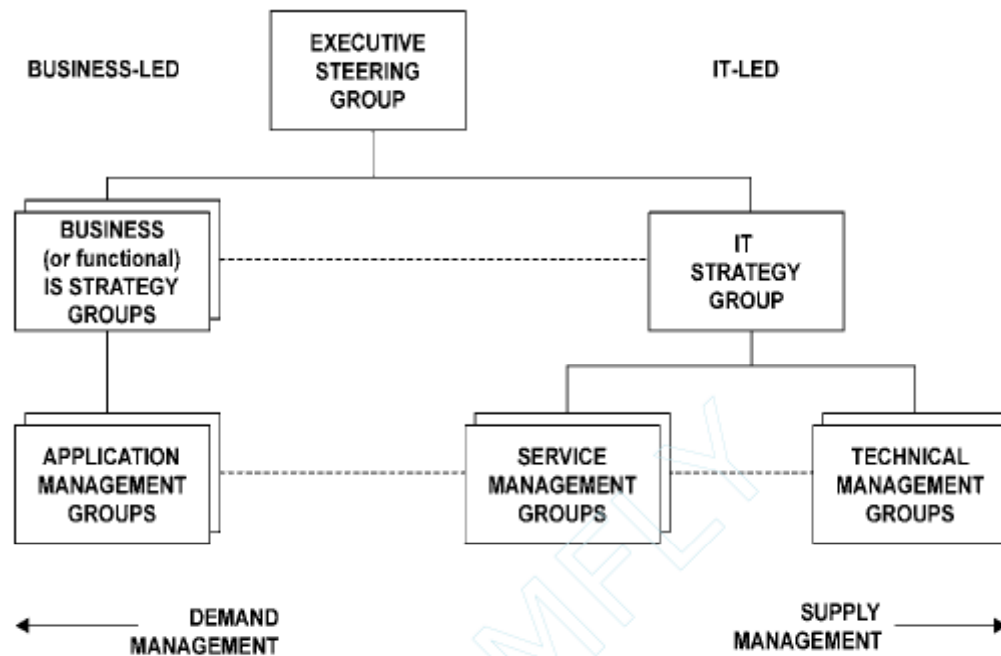 EXECUTIVE
STEERING
GROUP
BUSINESS-LED
IT-LED
BUSINESS
(or functional)
IS STRATEGY
GROUPS
IT
STRATEGY
GROUP
APPLICATION
MANAGEMENT
GROUPS
SERVICE
MANAGEMENT
GROUPS
TECHNICAL
MANAGEMENT
GROUPS
DEMAND
MANAGEMENT
SUPPLY
MANAGEMENT